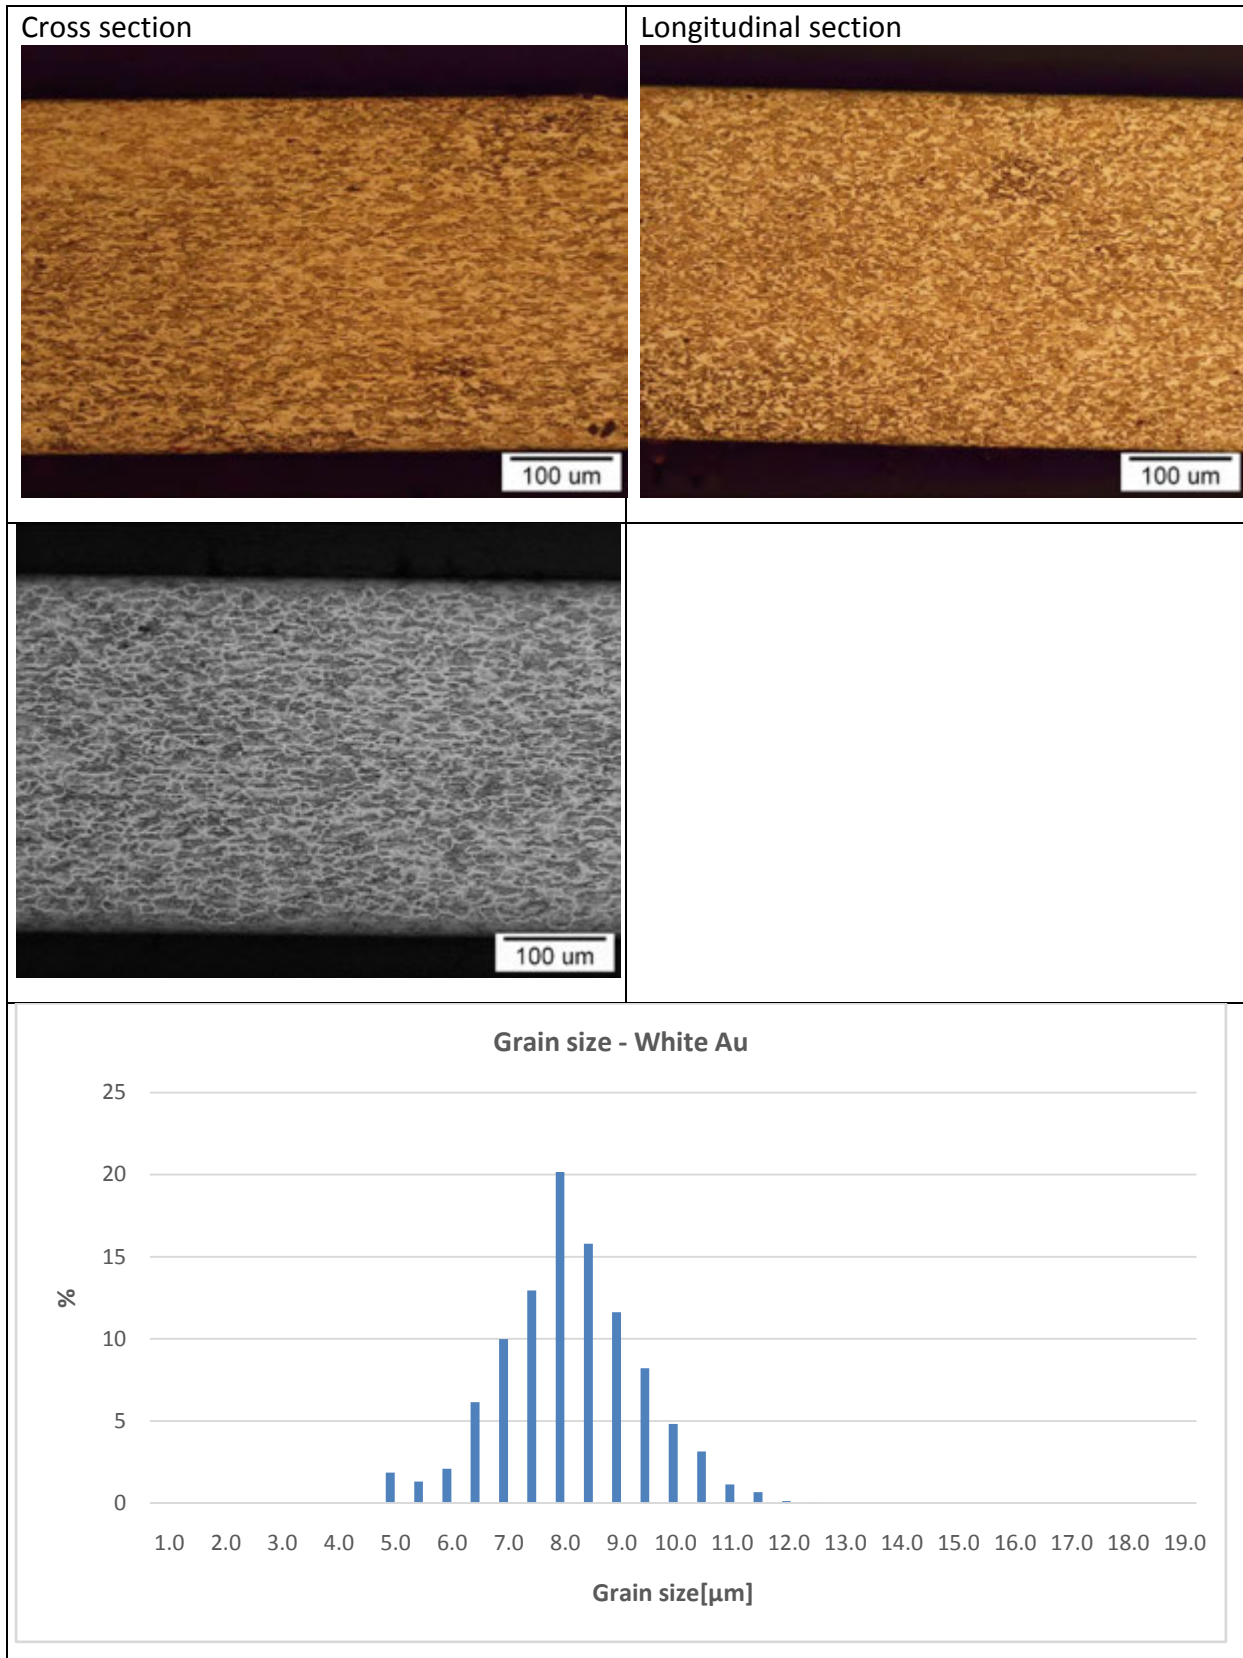 Cross section
Longitudinal section
100 um
100 um
100 um
Grain size - White Au
25
20
15
10
5
0
%
1.0 2.0 3.0 4.0 5.0 6.0 7.0 8.0 9.0 10.0 11.0 12.0 13.0 14.0 15.0 16.0 17.0 18.0 19.0
Grain size[µm]